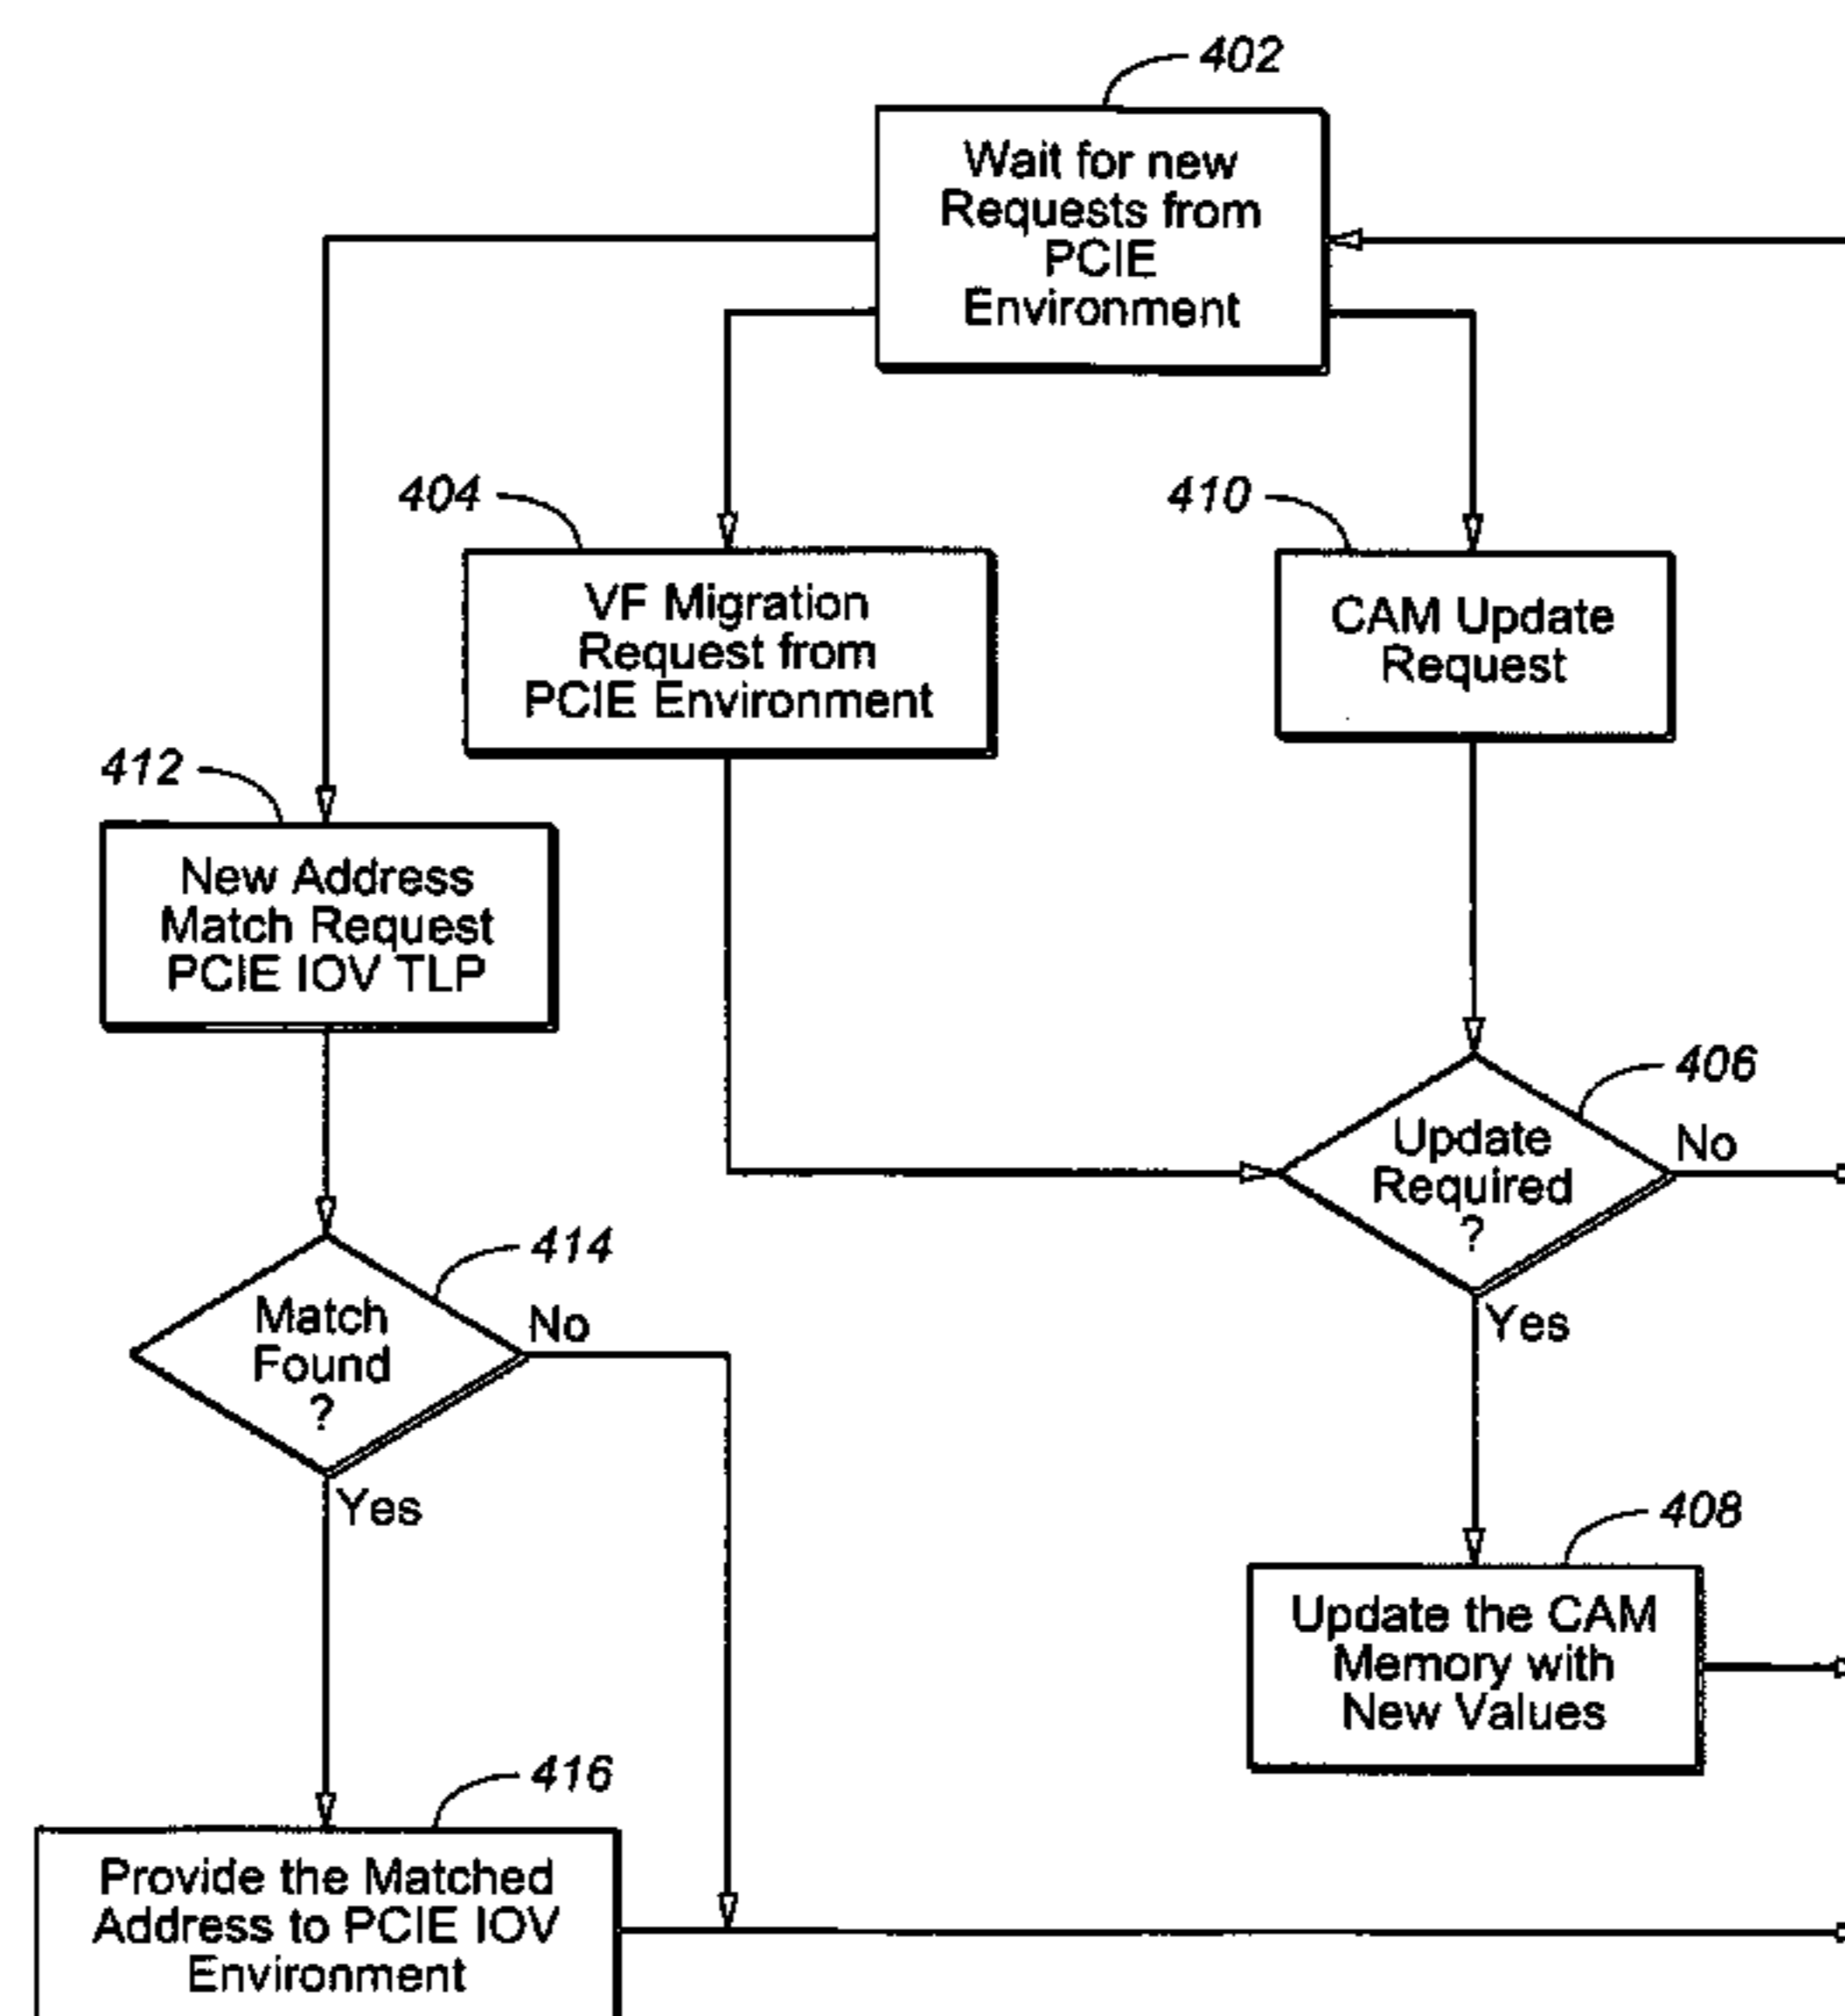 402
Wait for new
Requests from
PCIE
Environment
404
VF Migration
Request from
PCIE Environment
410
CAM Update
Request
412
New Address
Match Request
PCIE IOV TLP
406
Update
Required
?
No
Yes
414
Match
Found
?
No
Yes
408
Update the CAM
Memory with
New Values
416
Provide the Matched
Address to PCIE IOV
Environment